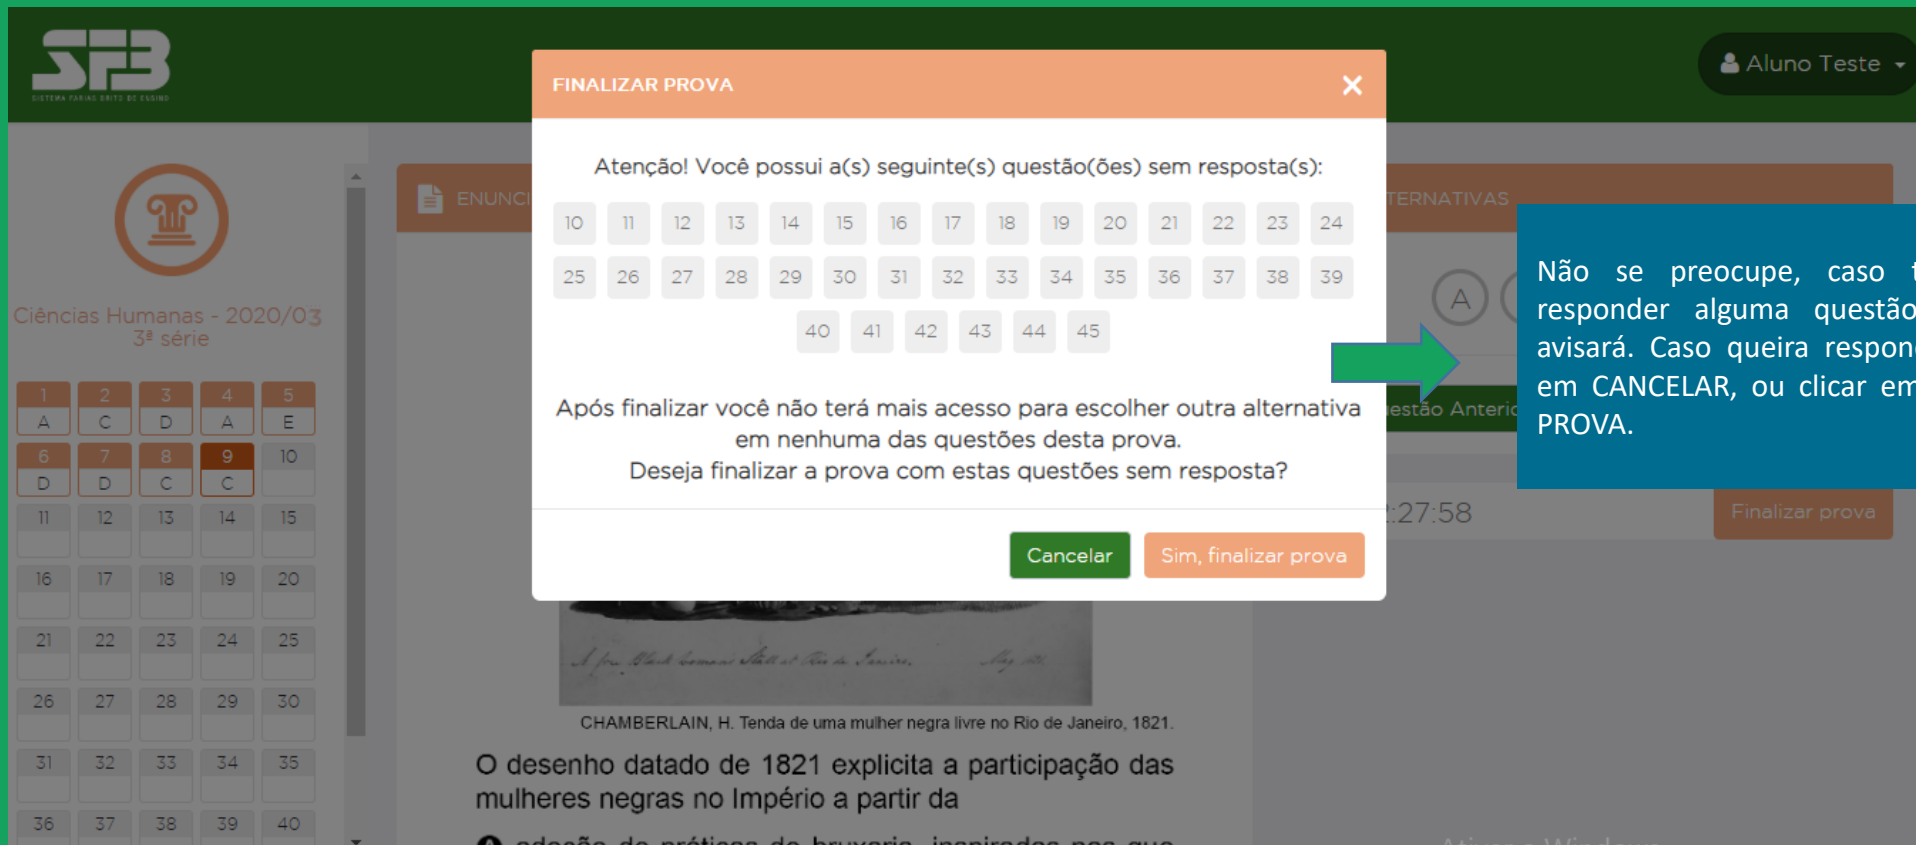 SFB
SISTEMA FARIAS BRITO DE ENSINO
Aluno Teste
FINALIZAR PROVA
Atenção! Você possui a(s) seguinte(s) questão(ões) sem resposta(s):
10 11 12 13 14 15 16 17 18 19 20 21 22 23 24
25 26 27 28 29 30 31 32 33 34 35 36 37 38 39
40 41 42 43 44 45
Após finalizar você não terá mais acesso para escolher outra alternativa
em nenhuma das questões desta prova.
Deseja finalizar a prova com estas questões sem resposta?
Cancelar Sim, finalizar prova
Ciências Humanas - 2020/03
3ª série
1 2 3 4 5
A C D A E
6 7 8 9 10
D D C C
11 12 13 14 15
16 17 18 19 20
21 22 23 24 25
26 27 28 29 30
31 32 33 34 35
36 37 38 39 40
ENUNCI
TERNATIVAS
A
Não se preocupe, caso t
responder alguma questão
avisará. Caso queira respon
em CANCELAR, ou clicar em
PROVA.
estão Anterio
:27:58
Finalizar prova
CHAMBERLAIN, H. Tenda de uma mulher negra livre no Rio de Janeiro, 1821.
O desenho datado de 1821 explicita a participação das
mulheres negras no Império a partir da
A adoção de práticas de bruxaria, inspiradas nas que